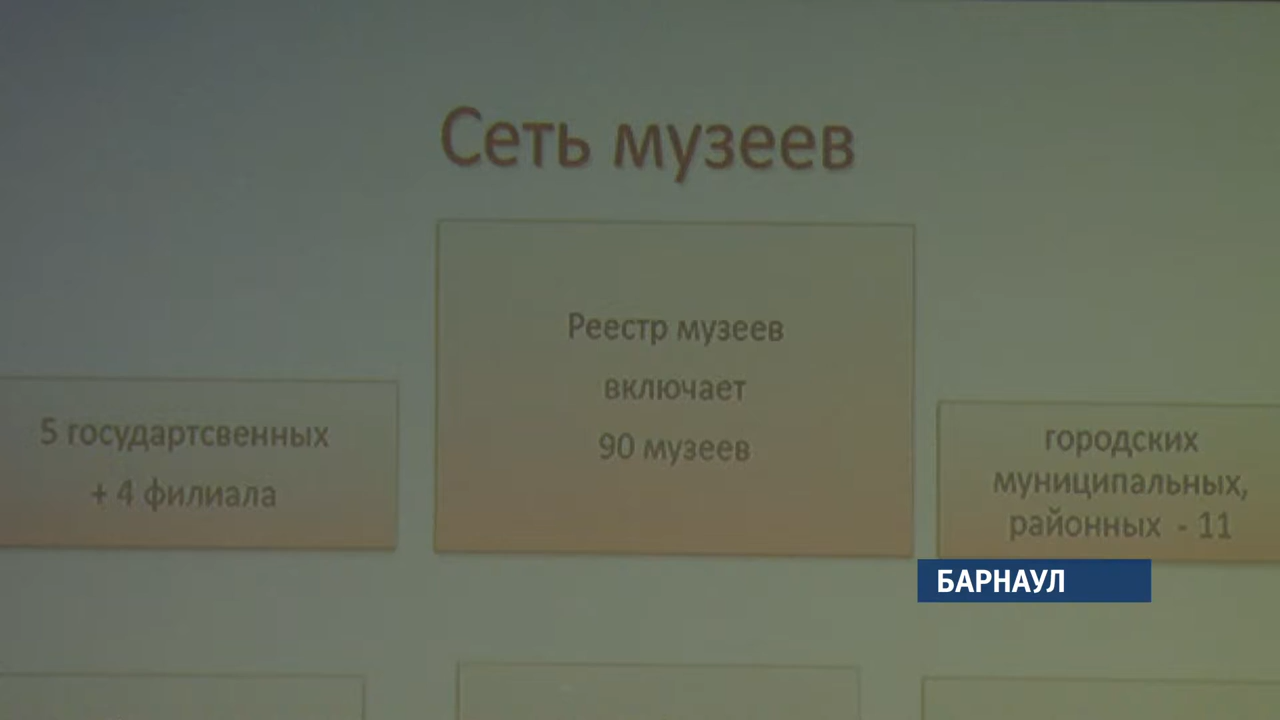 Сеть музеев
Реестр музеев
включает
90 музеев
5 государтсвенных
+ 4 филиала
городских
муниципальных,
районных - 11
БАРНАУЛ